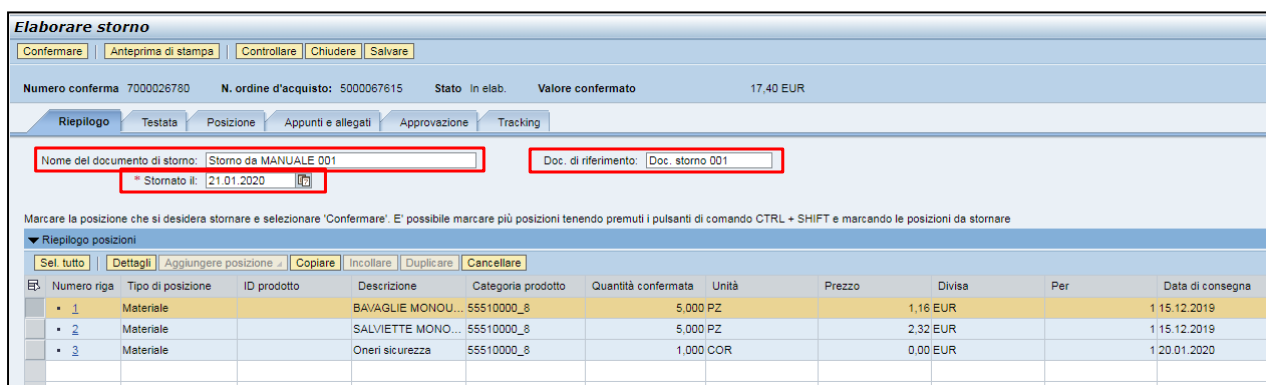 Elaborare storno
Confermare Anteprima di stampa Controllare Chiudere Salvare
Numero conferma 7000026780 N. ordine d'acquisto: 5000067615 Stato In elab. Valore confermato 17,40 EUR
Riepilogo Testata Posizione Appunti e allegati Approvazione Tracking
Nome del documento di storno: Storno da MANUALE 001 Doc. di riferimento: Doc. storno 001
* Stornato il: 21.01.2020
Marcare la posizione che si desidera stornare e selezionare 'Confermare'. E' possibile marcare più posizioni tenendo premuti i pulsanti di comando CTRL + SHIFT e marcando le posizioni da stornare
Riepilogo posizioni
Sel. tutto Dettagli Aggiungere posizione Copiare Incollare Duplicare Cancellare
Numero riga Tipo di posizione ID prodotto Descrizione Categoria prodotto Quantità confermata Unità Prezzo Divisa Per Data di consegna
• 1 Materiale BAVAGLIE MONOU... 55510000_8 5,000 PZ 1,16 EUR 1 15.12.2019
• 2 Materiale SALVIETTE MONO... 55510000_8 5,000 PZ 2,32 EUR 1 15.12.2019
• 3 Materiale Oneri sicurezza 55510000_8 1,000 COR 0,00 EUR 1 20.01.2020